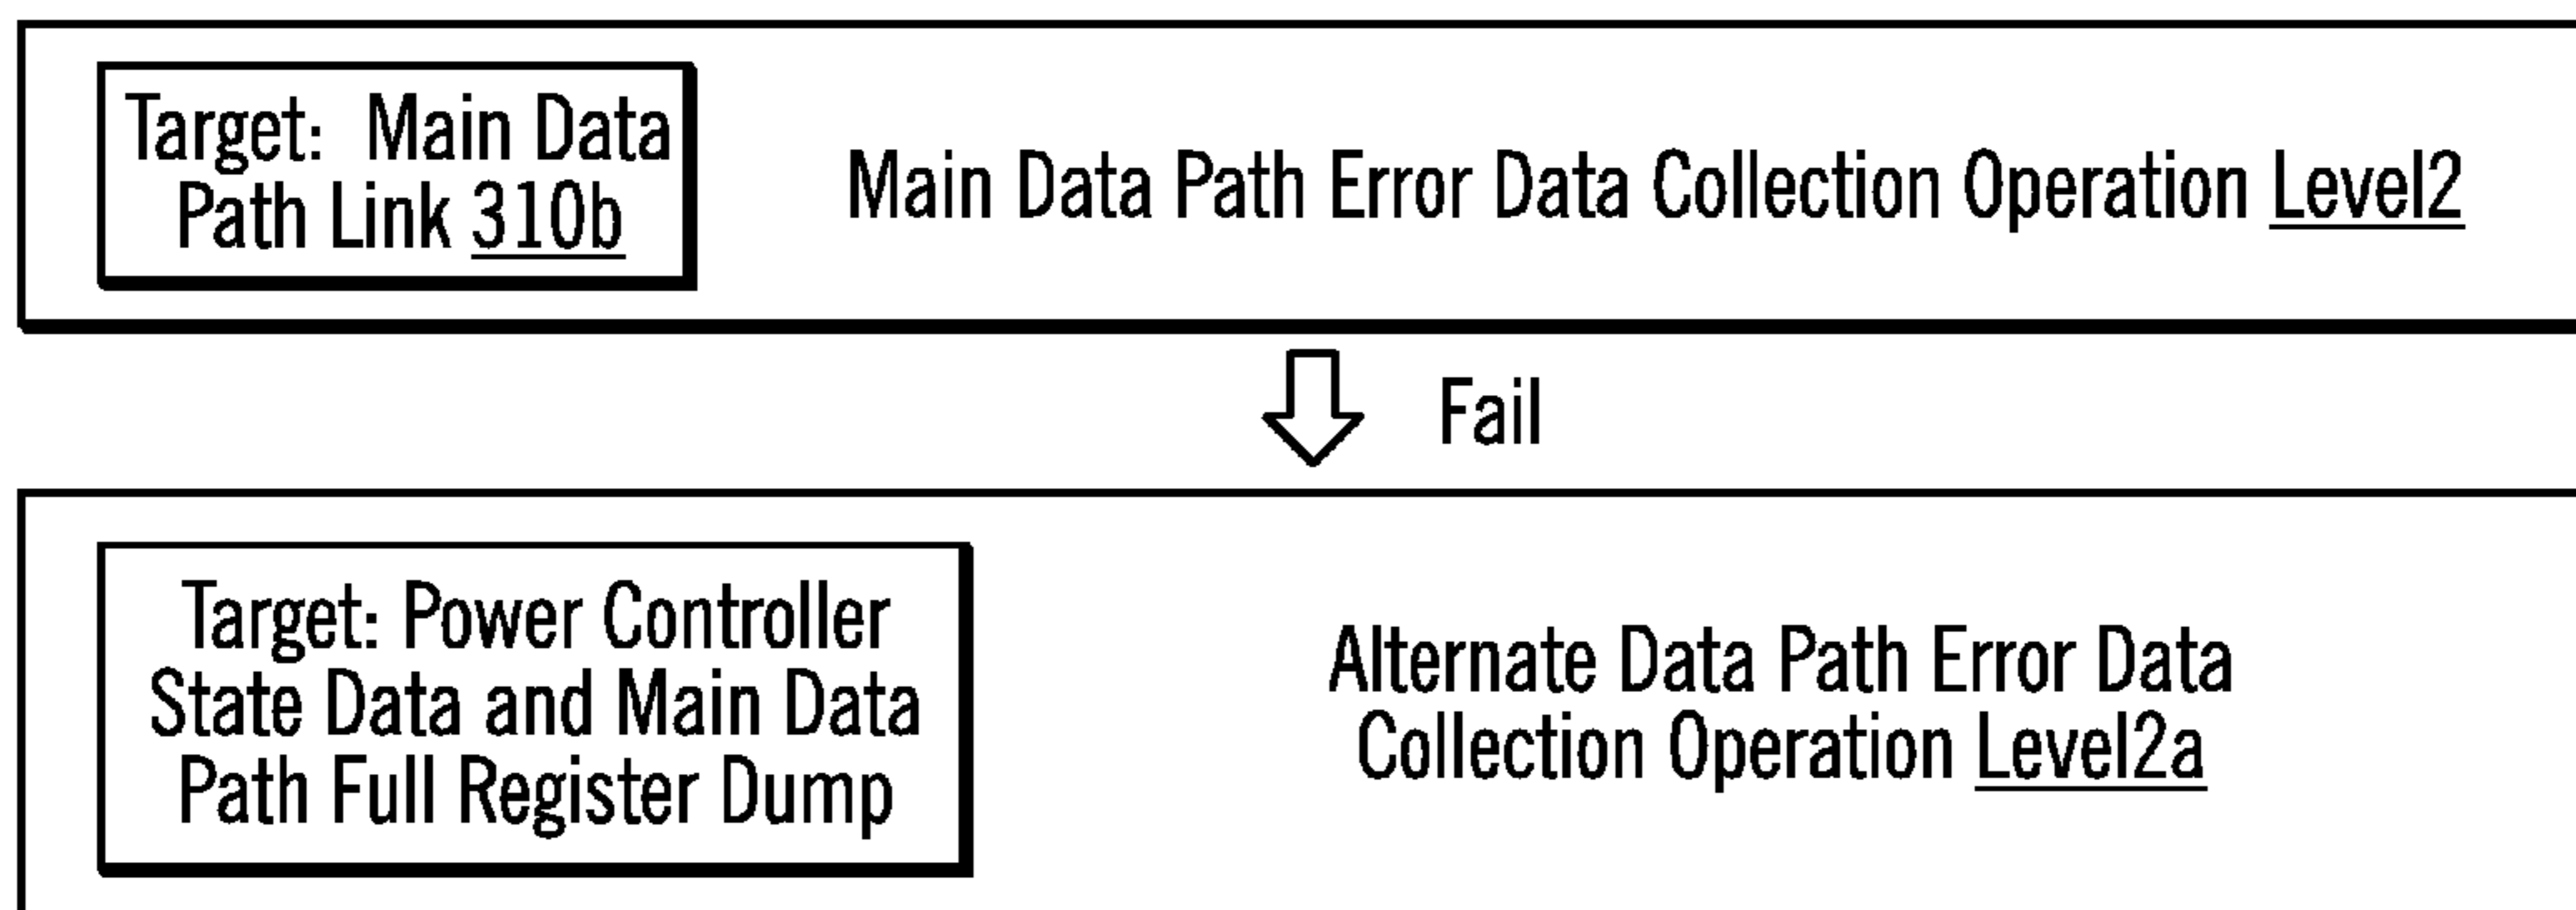 Target: Main Data
Path Link 310b
Main Data Path Error Data Collection Operation Level2
Fail
Target: Power Controller
State Data and Main Data
Path Full Register Dump
Alternate Data Path Error Data
Collection Operation Level2a